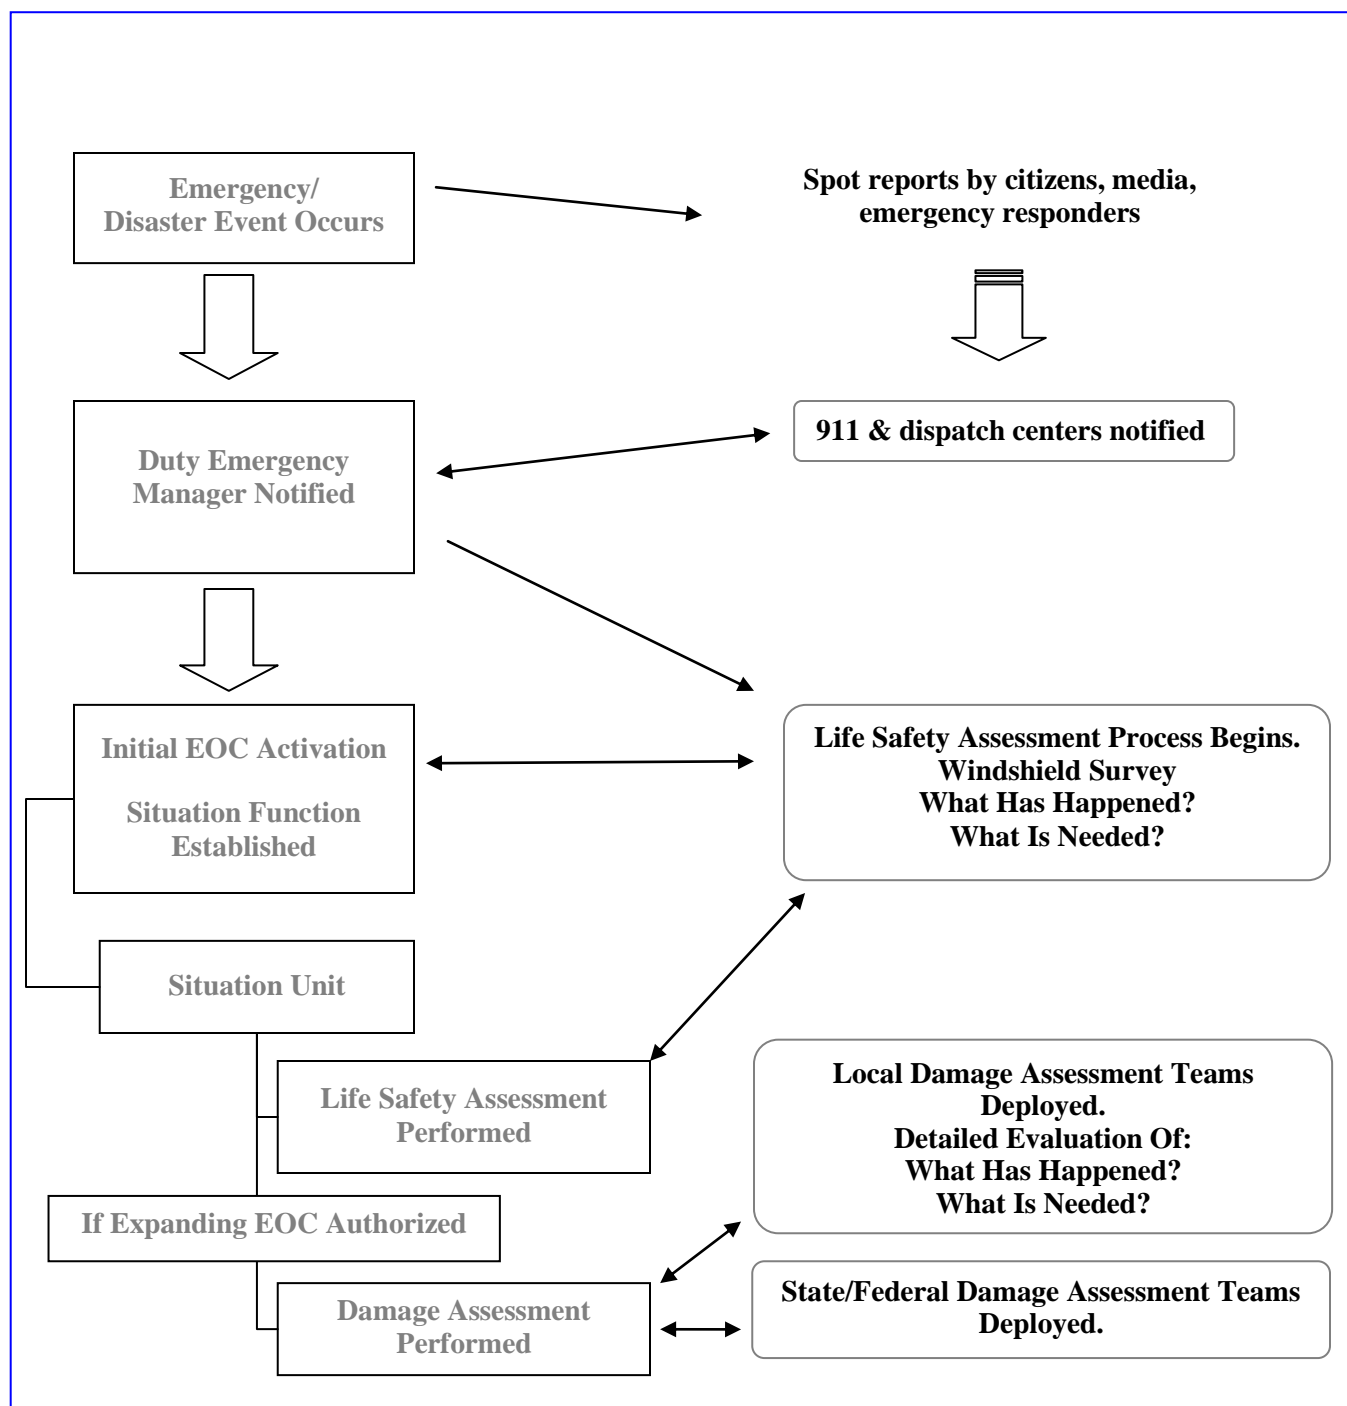 Emergency/
Disaster Event Occurs
Spot reports by citizens, media,
emergency responders
Duty Emergency
Manager Notified
911 & dispatch centers notified
Initial EOC Activation
Situation Function
Established
Life Safety Assessment Process Begins.
Windshield Survey
What Has Happened?
What Is Needed?
Situation Unit
Life Safety Assessment
Performed
Local Damage Assessment Teams
Deployed.
Detailed Evaluation Of:
What Has Happened?
What Is Needed?
If Expanding EOC Authorized
Damage Assessment
Performed
State/Federal Damage Assessment Teams
Deployed.